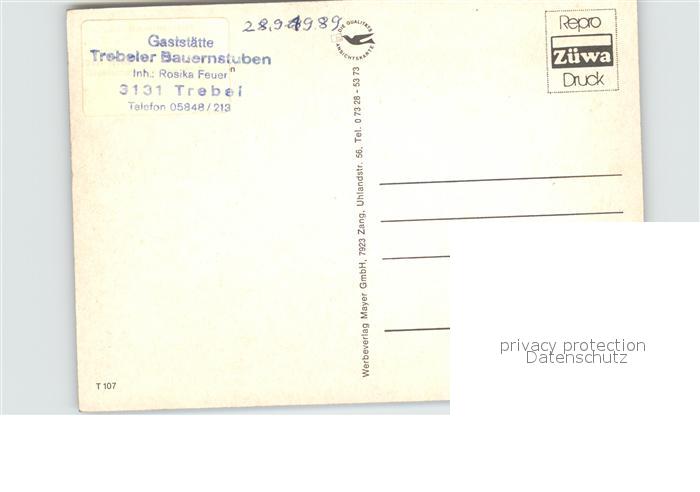 Gaststätte
Trebeler Bauernstuben
Inh.: Rosika Feuern
3131 Trebel
Telefon 05848/213
28.9.1989
DIE QUALITÄTS ANSICHTSKARTE
Repro
Züwa
Druck
Werbeverlag Mayer GmbH, 7923 Zang, Uhlandstr. 56, Tel. 0 73 28 - 53 73
T 107
privacy protection
Datenschutz